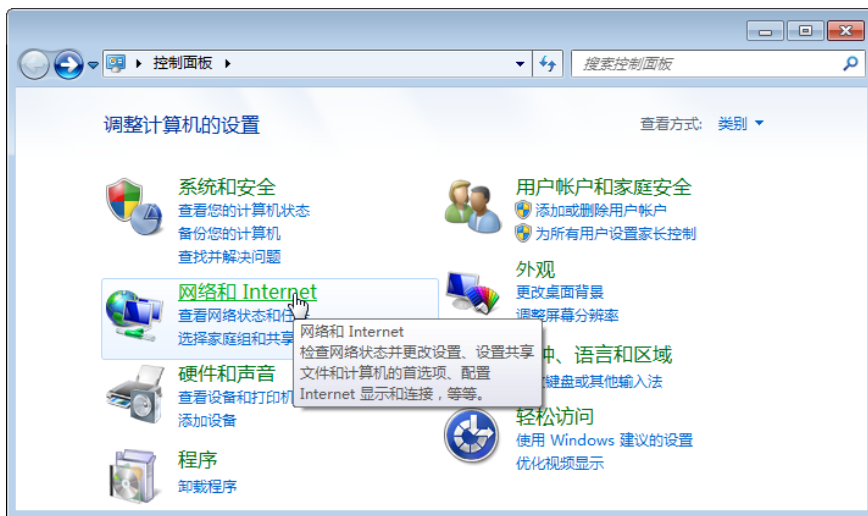 控制面板
搜索控制面板
调整计算机的设置
查看方式: 类别
系统和安全
查看您的计算机状态
备份您的计算机
查找并解决问题
网络和 Internet
查看网络状态和任
选择家庭组和共享
网络和 Internet
检查网络状态并更改设置、设置共享
文件和计算机的首选项、配置
Internet 显示和连接，等等。
硬件和声音
查看设备和打印机
添加设备
程序
卸载程序
用户帐户和家庭安全
添加或删除用户帐户
为所有用户设置家长控制
外观
更改桌面背景
调整屏幕分辨率
钟、语言和区域
键盘或其他输入法
轻松访问
使用 Windows 建议的设置
优化视频显示